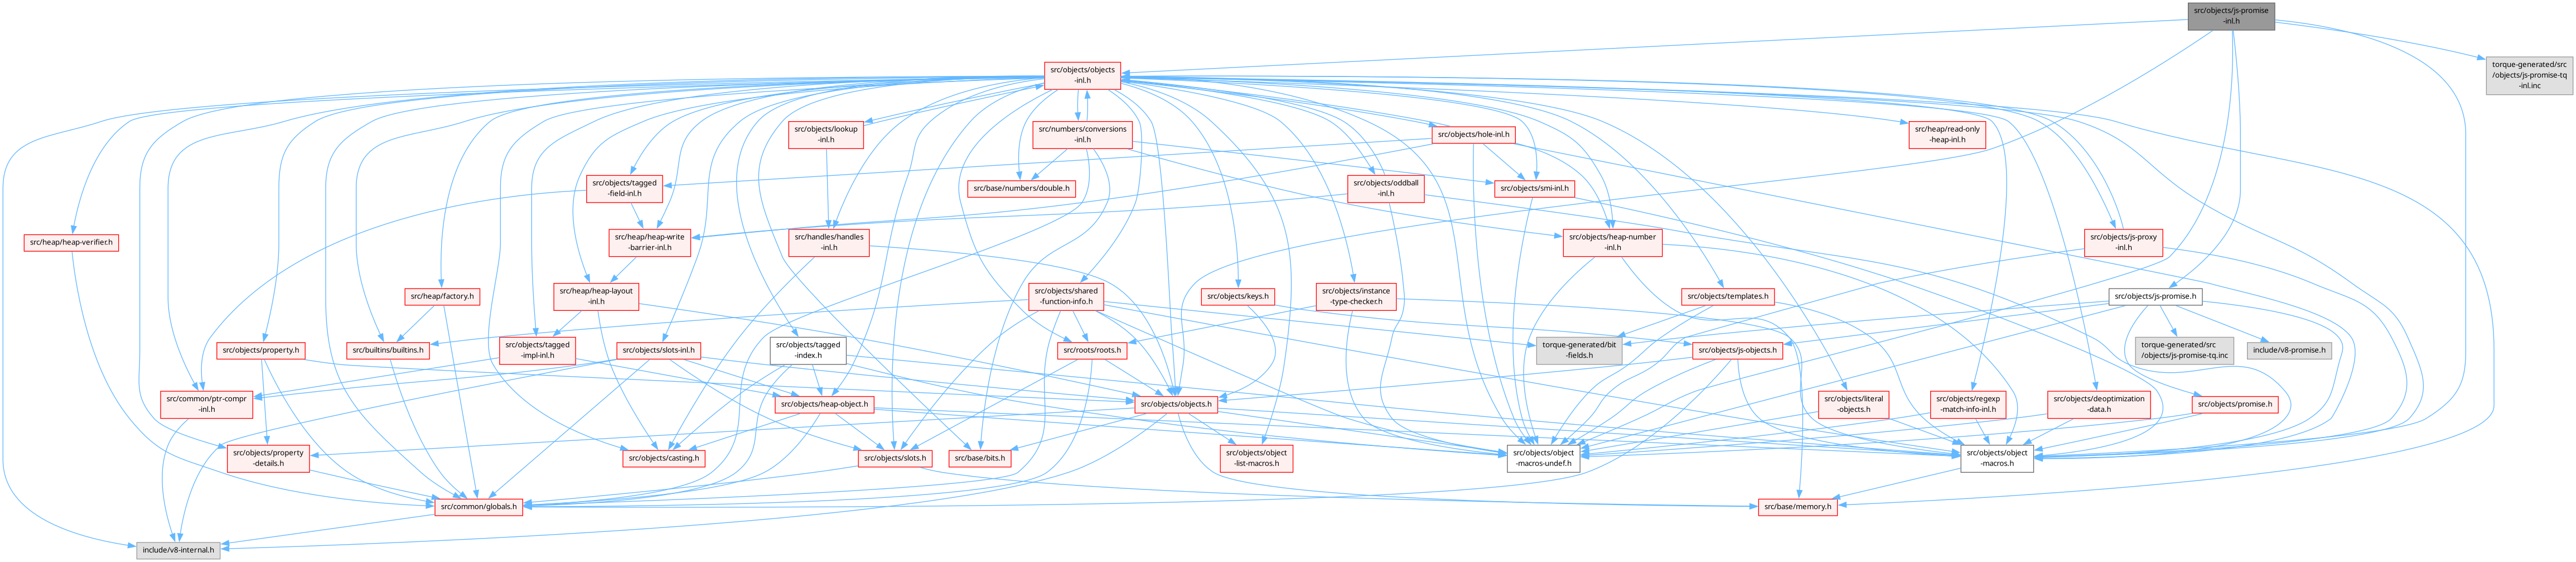 src/objects/js-promise
-inl.h
torque-generated/src
/objects/js-promise-tq
-inl.inc
src/objects/objects
-inl.h
src/objects/lookup
-inl.h
src/numbers/conversions
-inl.h
src/objects/hole-inl.h
src/heap/read-only
-heap-inl.h
src/objects/tagged
-field-inl.h
src/base/numbers/double.h
src/objects/oddball
-inl.h
src/objects/smi-inl.h
src/heap/heap-verifier.h
src/heap/heap-write
-barrier-inl.h
src/handles/handles
-inl.h
src/objects/heap-number
-inl.h
src/objects/js-proxy
-inl.h
src/heap/factory.h
src/heap/heap-layout
-inl.h
src/objects/shared
-function-info.h
src/objects/keys.h
src/objects/instance
-type-checker.h
src/objects/templates.h
src/objects/js-promise.h
src/objects/property.h
src/builtins/builtins.h
src/objects/tagged
-impl-inl.h
src/objects/slots-inl.h
src/objects/tagged
-index.h
src/roots/roots.h
torque-generated/bit
-fields.h
src/objects/js-objects.h
torque-generated/src
/objects/js-promise-tq.inc
include/v8-promise.h
src/common/ptr-compr
-inl.h
src/objects/heap-object.h
src/objects/objects.h
src/objects/literal
-objects.h
src/objects/regexp
-match-info-inl.h
src/objects/deoptimization
-data.h
src/objects/promise.h
src/objects/property
-details.h
src/objects/casting.h
src/objects/slots.h
src/base/bits.h
src/objects/object
-list-macros.h
src/objects/object
-macros-undef.h
src/objects/object
-macros.h
src/common/globals.h
src/base/memory.h
include/v8-internal.h